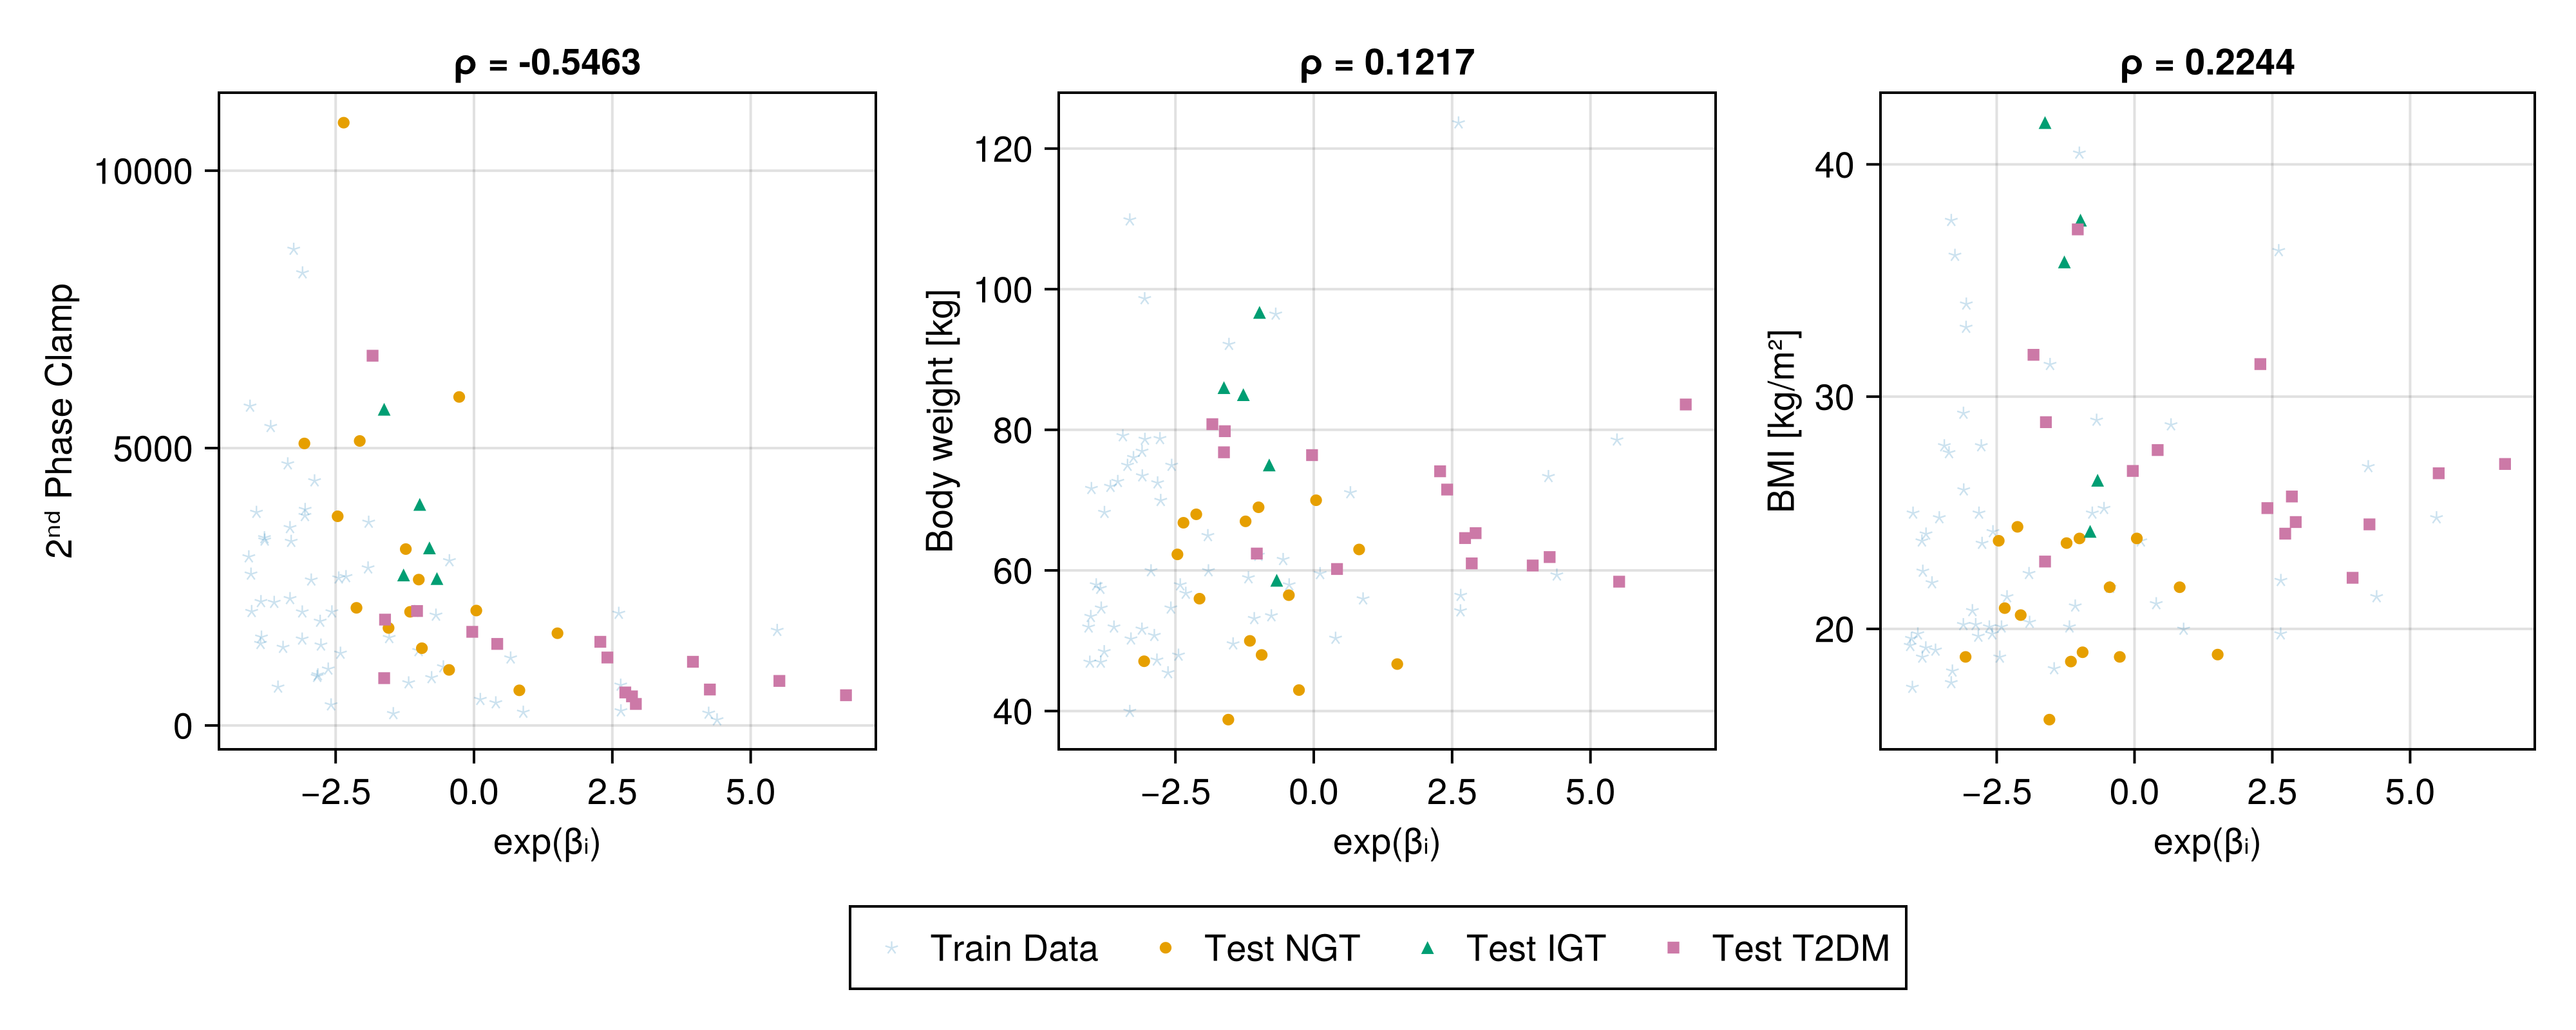 ρ = -0.5463
2ⁿᵈ Phase Clamp
10000
5000
0
−2.5 0.0 2.5 5.0
exp(βᵢ)
ρ = 0.1217
Body weight [kg]
120
100
80
60
40
−2.5 0.0 2.5 5.0
exp(βᵢ)
ρ = 0.2244
BMI [kg/m²]
40
30
20
−2.5 0.0 2.5 5.0
exp(βᵢ)
Train Data Test NGT Test IGT Test T2DM